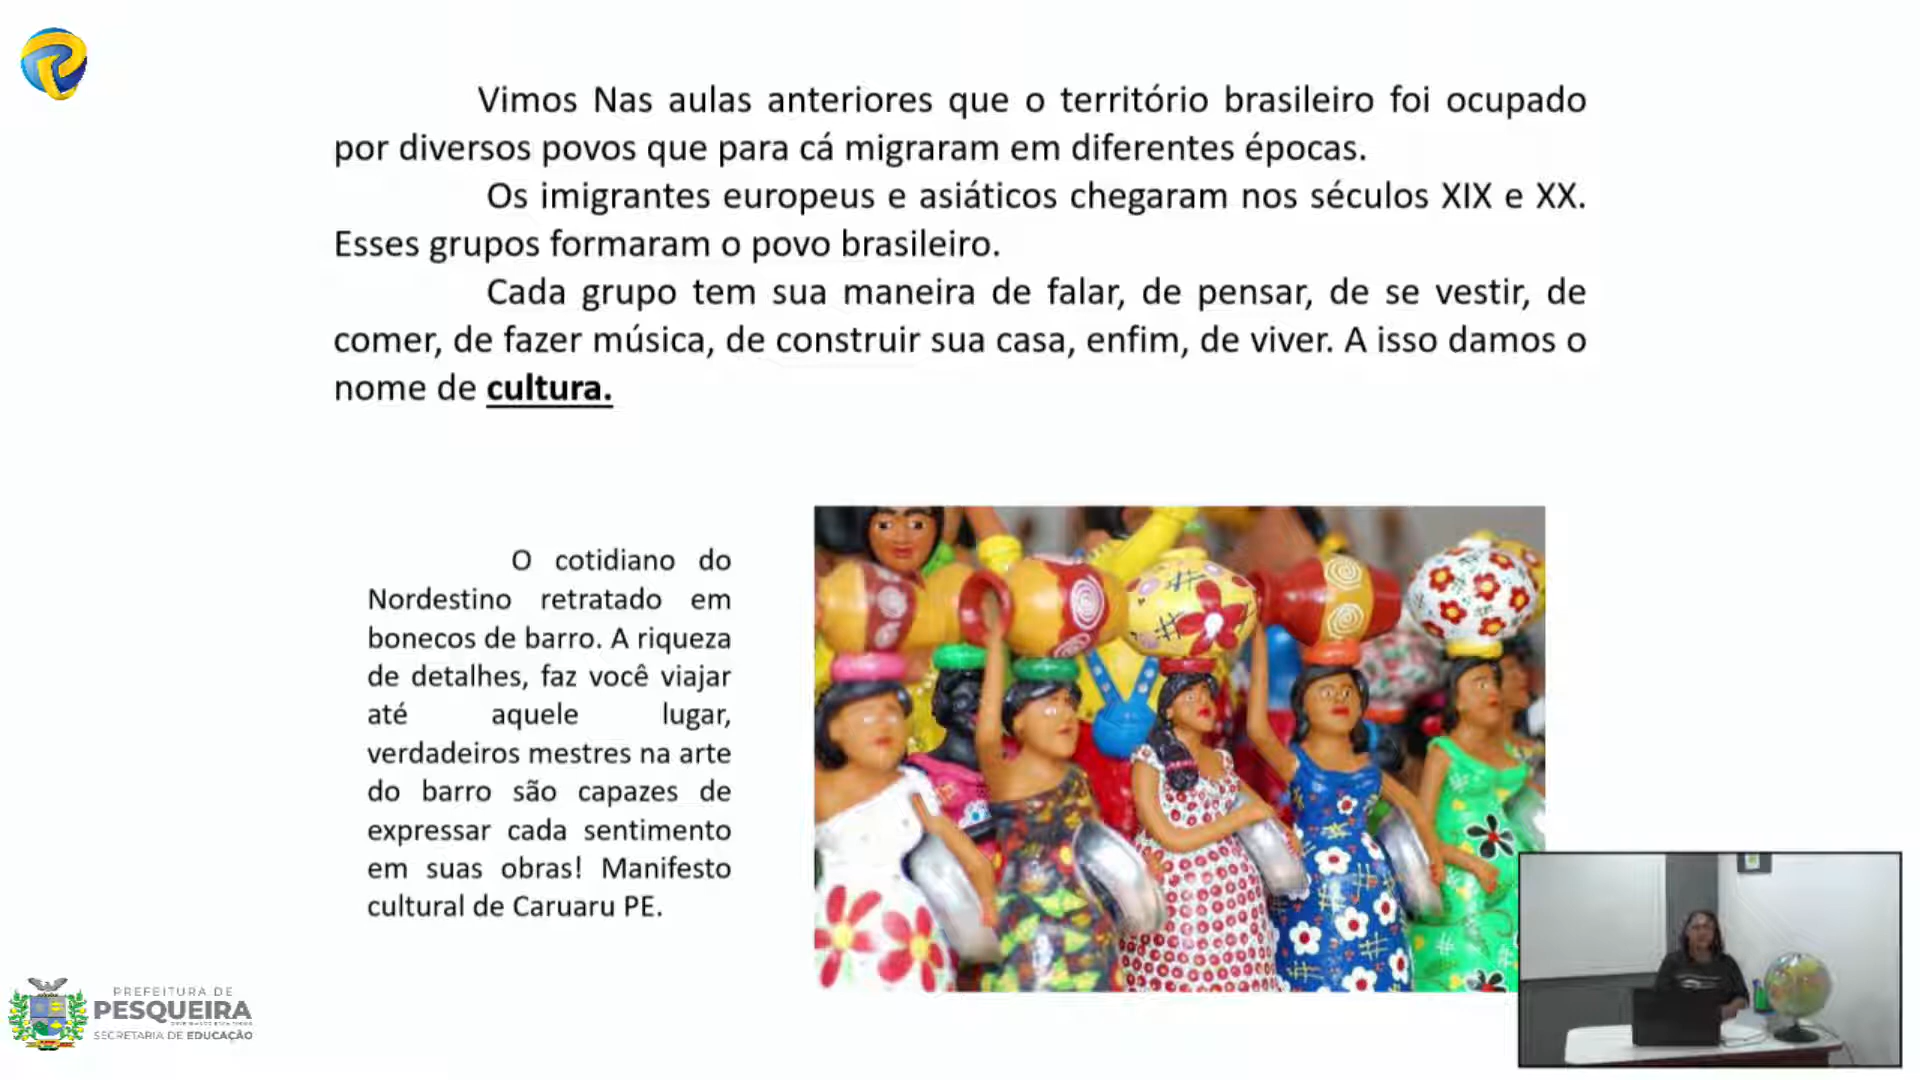 Vimos Nas aulas anteriores que o território brasileiro foi ocupado
por diversos povos que para cá migraram em diferentes épocas.
Os imigrantes europeus e asiáticos chegaram nos séculos XIX e XX.
Esses grupos formaram o povo brasileiro.
Cada grupo tem sua maneira de falar, de pensar, de se vestir, de
comer, de fazer música, de construir sua casa, enfim, de viver. A isso damos o
nome de cultura.
O cotidiano do
Nordestino retratado em
bonecos de barro. A riqueza
de detalhes, faz você viajar
até aquele lugar,
verdadeiros mestres na arte
do barro são capazes de
expressar cada sentimento
em suas obras! Manifesto
cultural de Caruaru PE.
PREFEITURA DE
PESQUEIRA
SECRETARIA DE EDUCAÇÃO